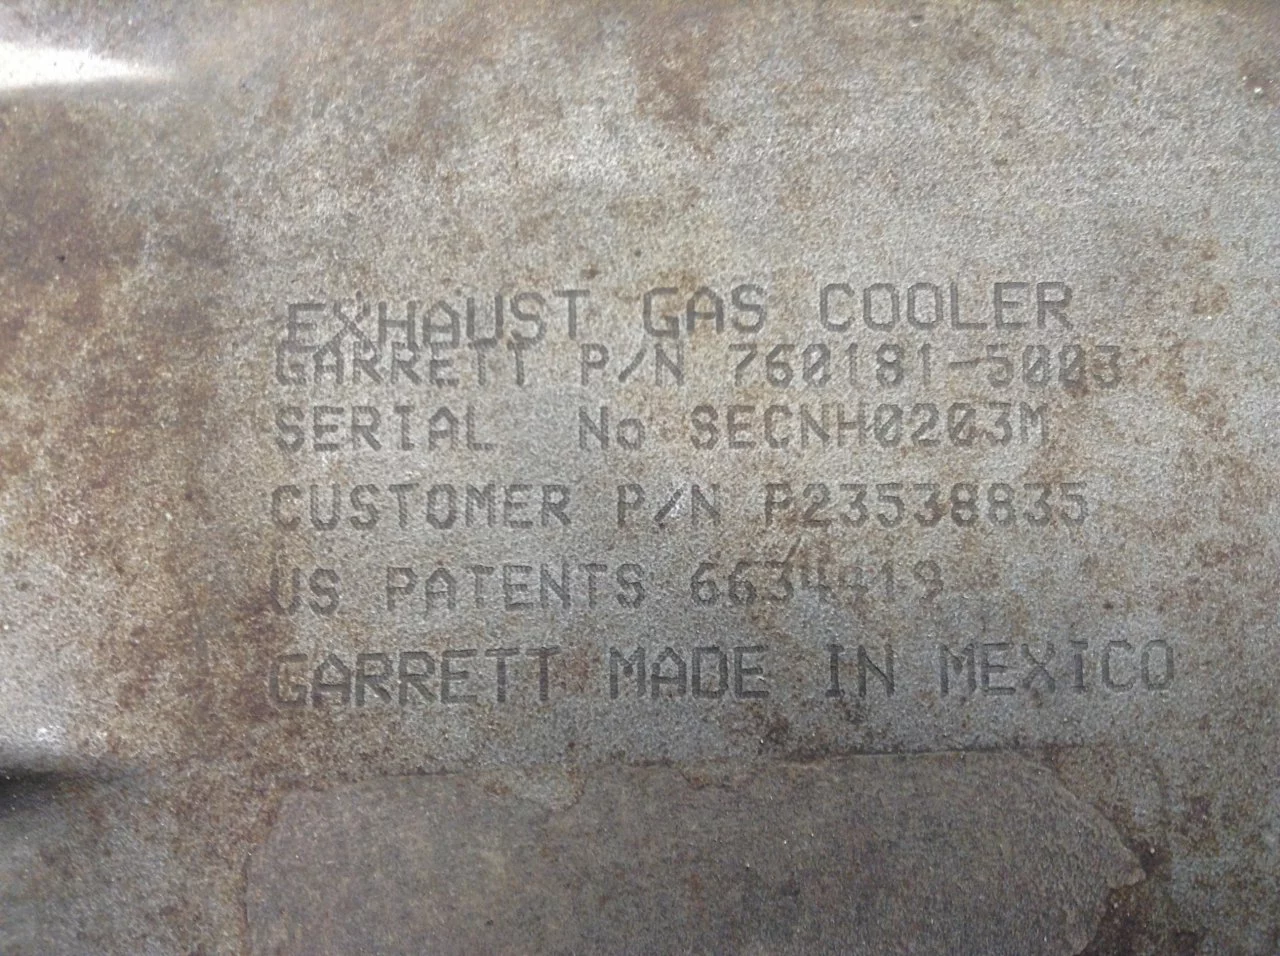 EXHAUST GAS COOLER
GARRETT P/N 760181-5003
SERIAL No SECNH0203M
CUSTOMER P/N P23538835
US PATENTS 6634419
GARRETT MADE IN MEXICO